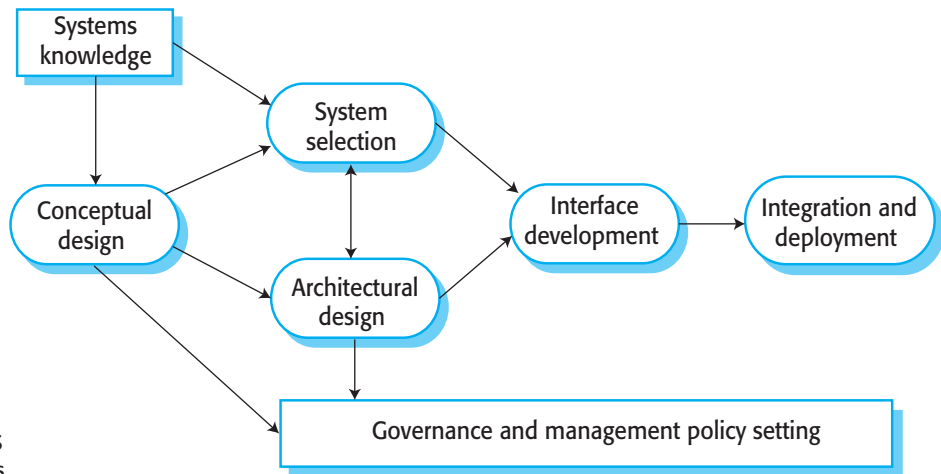 Systems
knowledge
System
selection
Conceptual
design
Interface
development
Integration and
deployment
Architectural
design
Governance and management policy setting